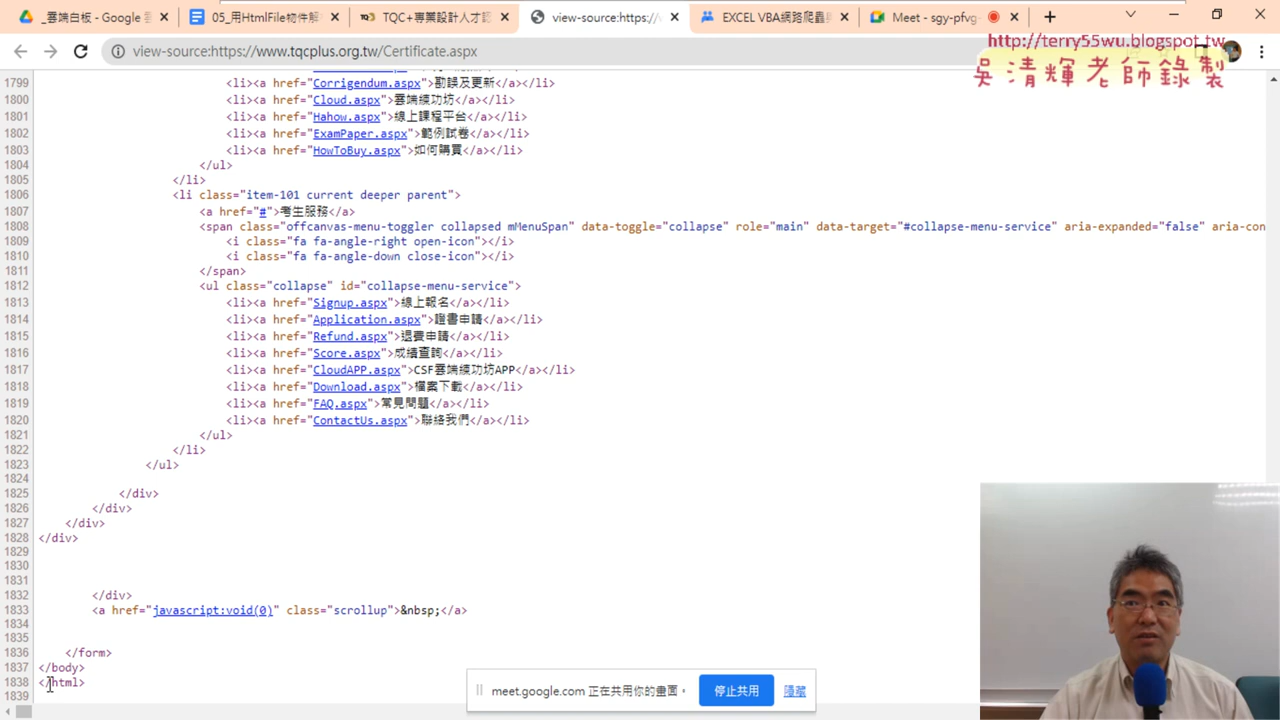 _雲端白板 - Google 雲
05_用HtmlFile物件解
TQC+專業設計人才認
view-source:https://
EXCEL VBA網路爬蟲與
Meet - sgy-pfvg
view-source:https://www.tqcplus.org.tw/Certificate.aspx
http://terry55wu.blogspot.tw
吳清輝老師錄製
1799 <li><a href="Corrigendum.aspx">勘誤及更新</a></li>
1800 <li><a href="Cloud.aspx">雲端練功坊</a></li>
1801 <li><a href="Hahow.aspx">線上課程平台</a></li>
1802 <li><a href="ExamPaper.aspx">範例試卷</a></li>
1803 <li><a href="HowToBuy.aspx">如何購買</a></li>
1804 </ul>
1805 </li>
1806 <li class="item-101 current deeper parent">
1807 <a href="#">考生服務</a>
1808 <span class="offcanvas-menu-toggler collapsed mMenuSpan" data-toggle="collapse" role="main" data-target="#collapse-menu-service" aria-expanded="false" aria-con
1809 <i class="fa fa-angle-right open-icon"></i>
1810 <i class="fa fa-angle-down close-icon"></i>
1811 </span>
1812 <ul class="collapse" id="collapse-menu-service">
1813 <li><a href="Signup.aspx">線上報名</a></li>
1814 <li><a href="Application.aspx">證書申請</a></li>
1815 <li><a href="Refund.aspx">退費申請</a></li>
1816 <li><a href="Score.aspx">成績查詢</a></li>
1817 <li><a href="CloudAPP.aspx">CSF雲端練功坊APP</a></li>
1818 <li><a href="Download.aspx">檔案下載</a></li>
1819 <li><a href="FAQ.aspx">常見問題</a></li>
1820 <li><a href="ContactUs.aspx">聯絡我們</a></li>
1821 </ul>
1822 </li>
1823 </ul>
1824
1825 </div>
1826 </div>
1827 </div>
1828 </div>
1829
1830
1831
1832 </div>
1833 <a href="javascript:void(0)" class="scrollup">&nbsp;</a>
1834
1835
1836 </form>
1837 </body>
1838 </html>
1839
meet.google.com 正在共用你的畫面。
停止共用
隱藏